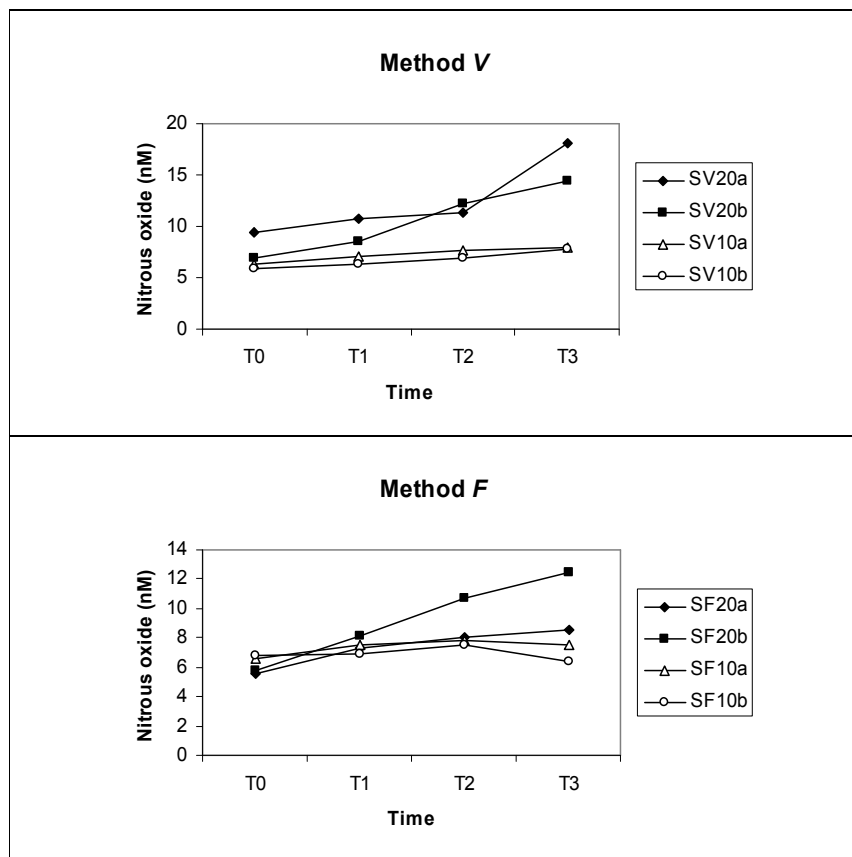 Method V
Nitrous oxide (nM)
20
15
10
5
0
T0 T1 T2 T3
Time
SV20a
SV20b
SV10a
SV10b
Method F
Nitrous oxide (nM)
14
12
10
8
6
4
2
0
T0 T1 T2 T3
Time
SF20a
SF20b
SF10a
SF10b